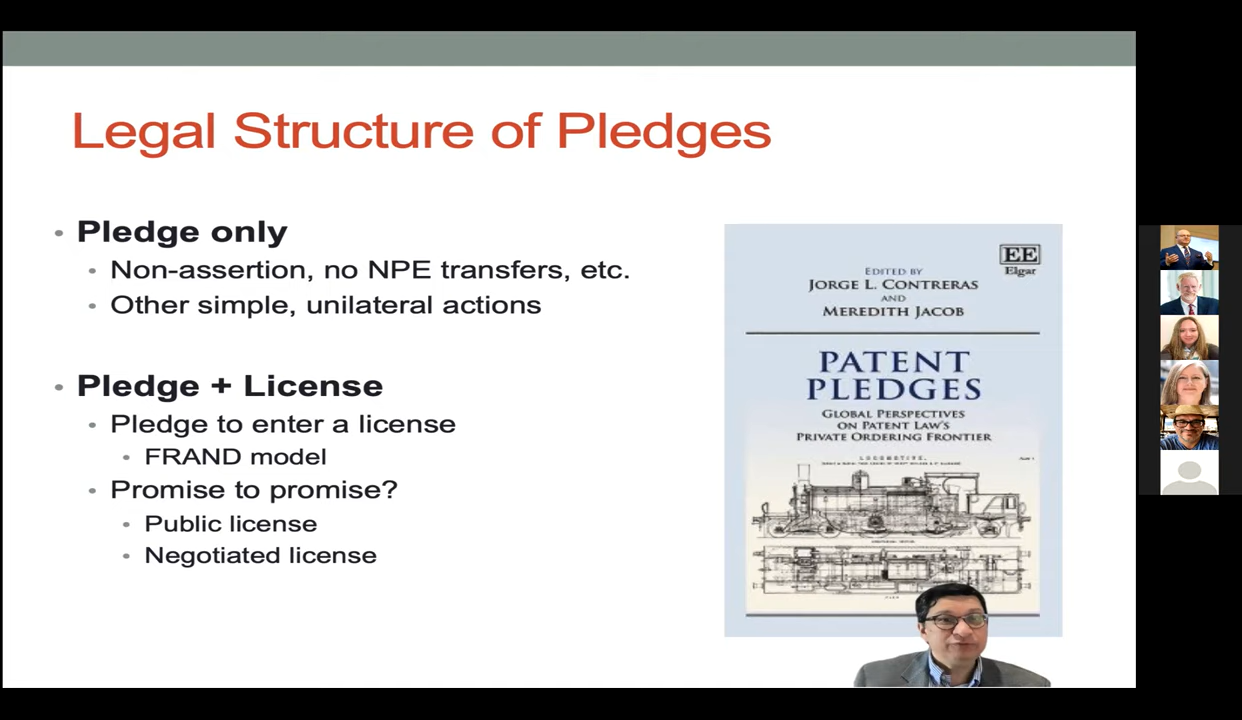 Legal Structure of Pledges
Pledge only
Non-assertion, no NPE transfers, etc.
Other simple, unilateral actions
Pledge + License
Pledge to enter a license
FRAND model
Promise to promise?
Public license
Negotiated license
EE
Elgar
EDITED BY
JORGE L. CONTRERAS
AND
MEREDITH JACOB
PATENT
PLEDGES
GLOBAL PERSPECTIVES
ON PATENT LAW'S
PRIVATE ORDERING FRONTIER
LOCOMOTIVE.